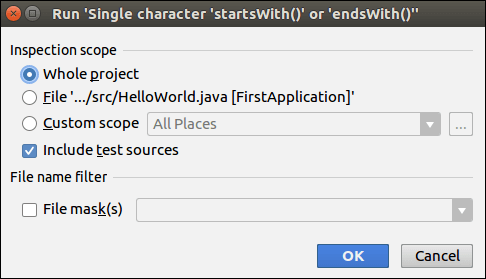 Run 'Single character 'startsWith()' or 'endsWith()''
Inspection scope
Whole project
File '.../src/HelloWorld.java [FirstApplication]'
Custom scope All Places ...
Include test sources
File name filter
File mask(s)
OK Cancel